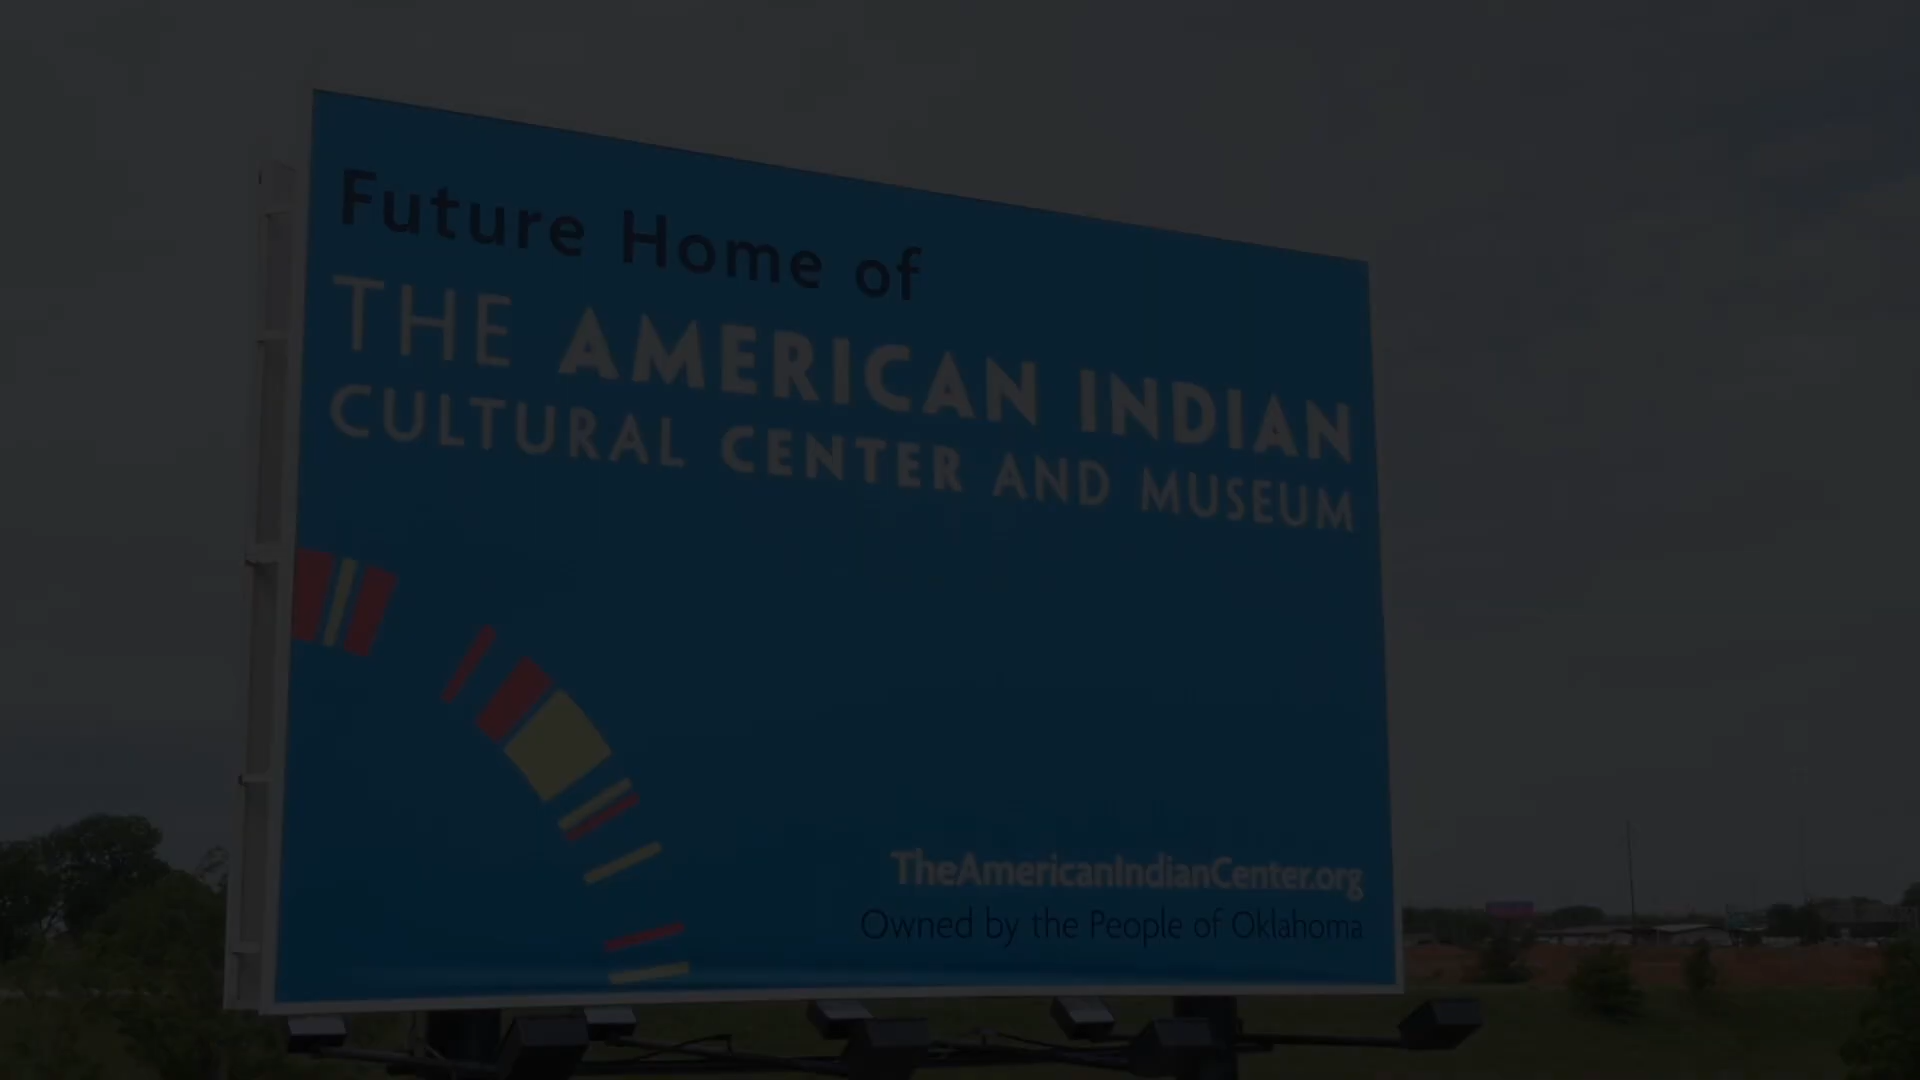 Future Home of
THE AMERICAN INDIAN
CULTURAL CENTER AND MUSEUM
TheAmericanIndianCenter.org
Owned by the People of Oklahoma